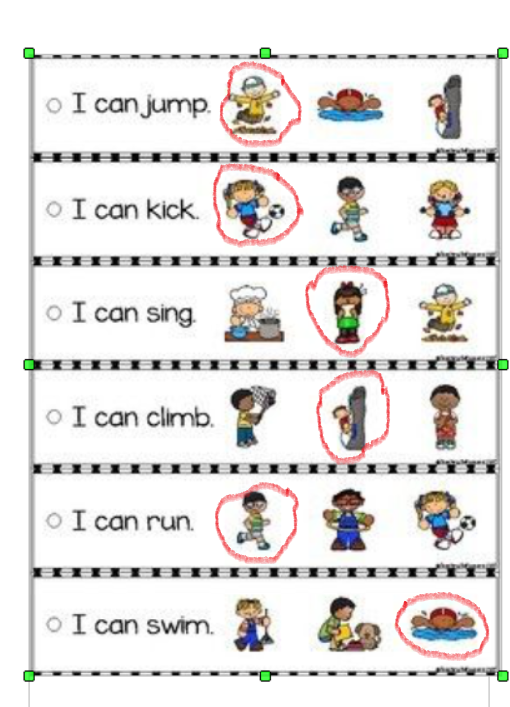 I can jump.
I can kick.
I can sing.
I can climb.
I can run.
I can swim.